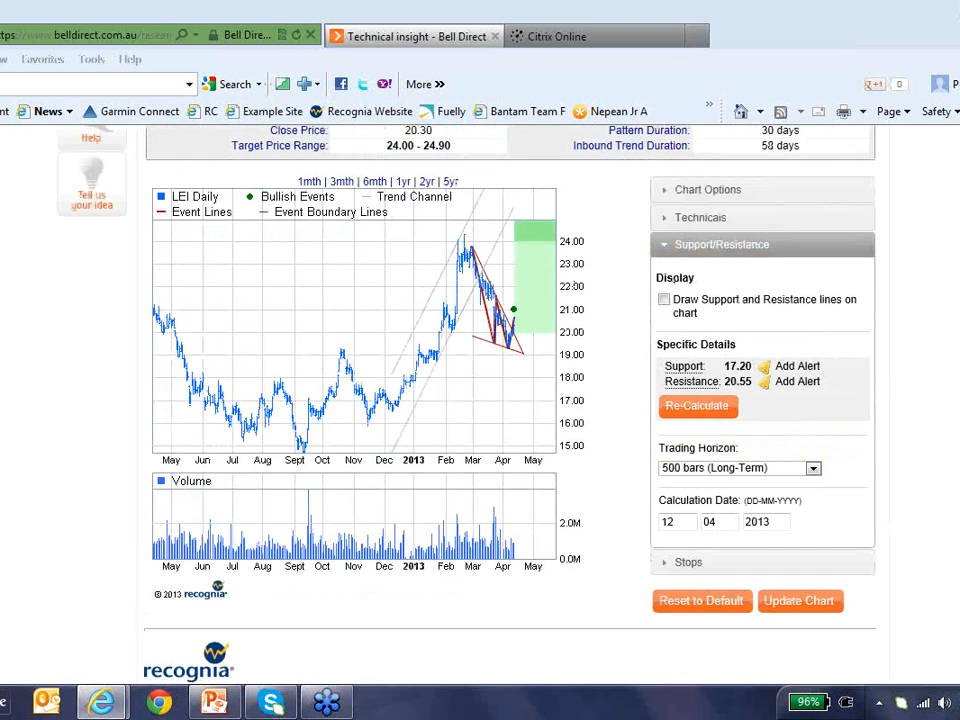 ttps://www.belldirect.com.au/resear
Bell Dire...
Technical insight - Bell Direct
Citrix Online
w Favorites Tools Help
Search
More »
+1 0
P
nt News Garmin Connect RC Example Site Recognia Website Fuelly Bantam Team F Nepean Jr A » Page Safety
Help
Tell us
your idea
Close Price: 20.30 Pattern Duration: 30 days
Target Price Range: 24.00 - 24.90 Inbound Trend Duration: 58 days
1mth | 3mth | 6mth | 1yr | 2yr | 5yr
LEI Daily Bullish Events Trend Channel
Event Lines Event Boundary Lines
24.00
23.00
22.00
21.00
20.00
19.00
18.00
17.00
16.00
15.00
May Jun Jul Aug Sept Oct Nov Dec 2013 Feb Mar Apr May
Volume
2.0M
0.0M
May Jun Jul Aug Sept Oct Nov Dec 2013 Feb Mar Apr May
© 2013 recognia
Chart Options
Technicals
Support/Resistance
Display
Draw Support and Resistance lines on
chart
Specific Details
Support: 17.20 Add Alert
Resistance: 20.55 Add Alert
Re-Calculate
Trading Horizon:
500 bars (Long-Term)
Calculation Date: (DD-MM-YYYY)
12 04 2013
Stops
Reset to Default Update Chart
recognia
e
96%